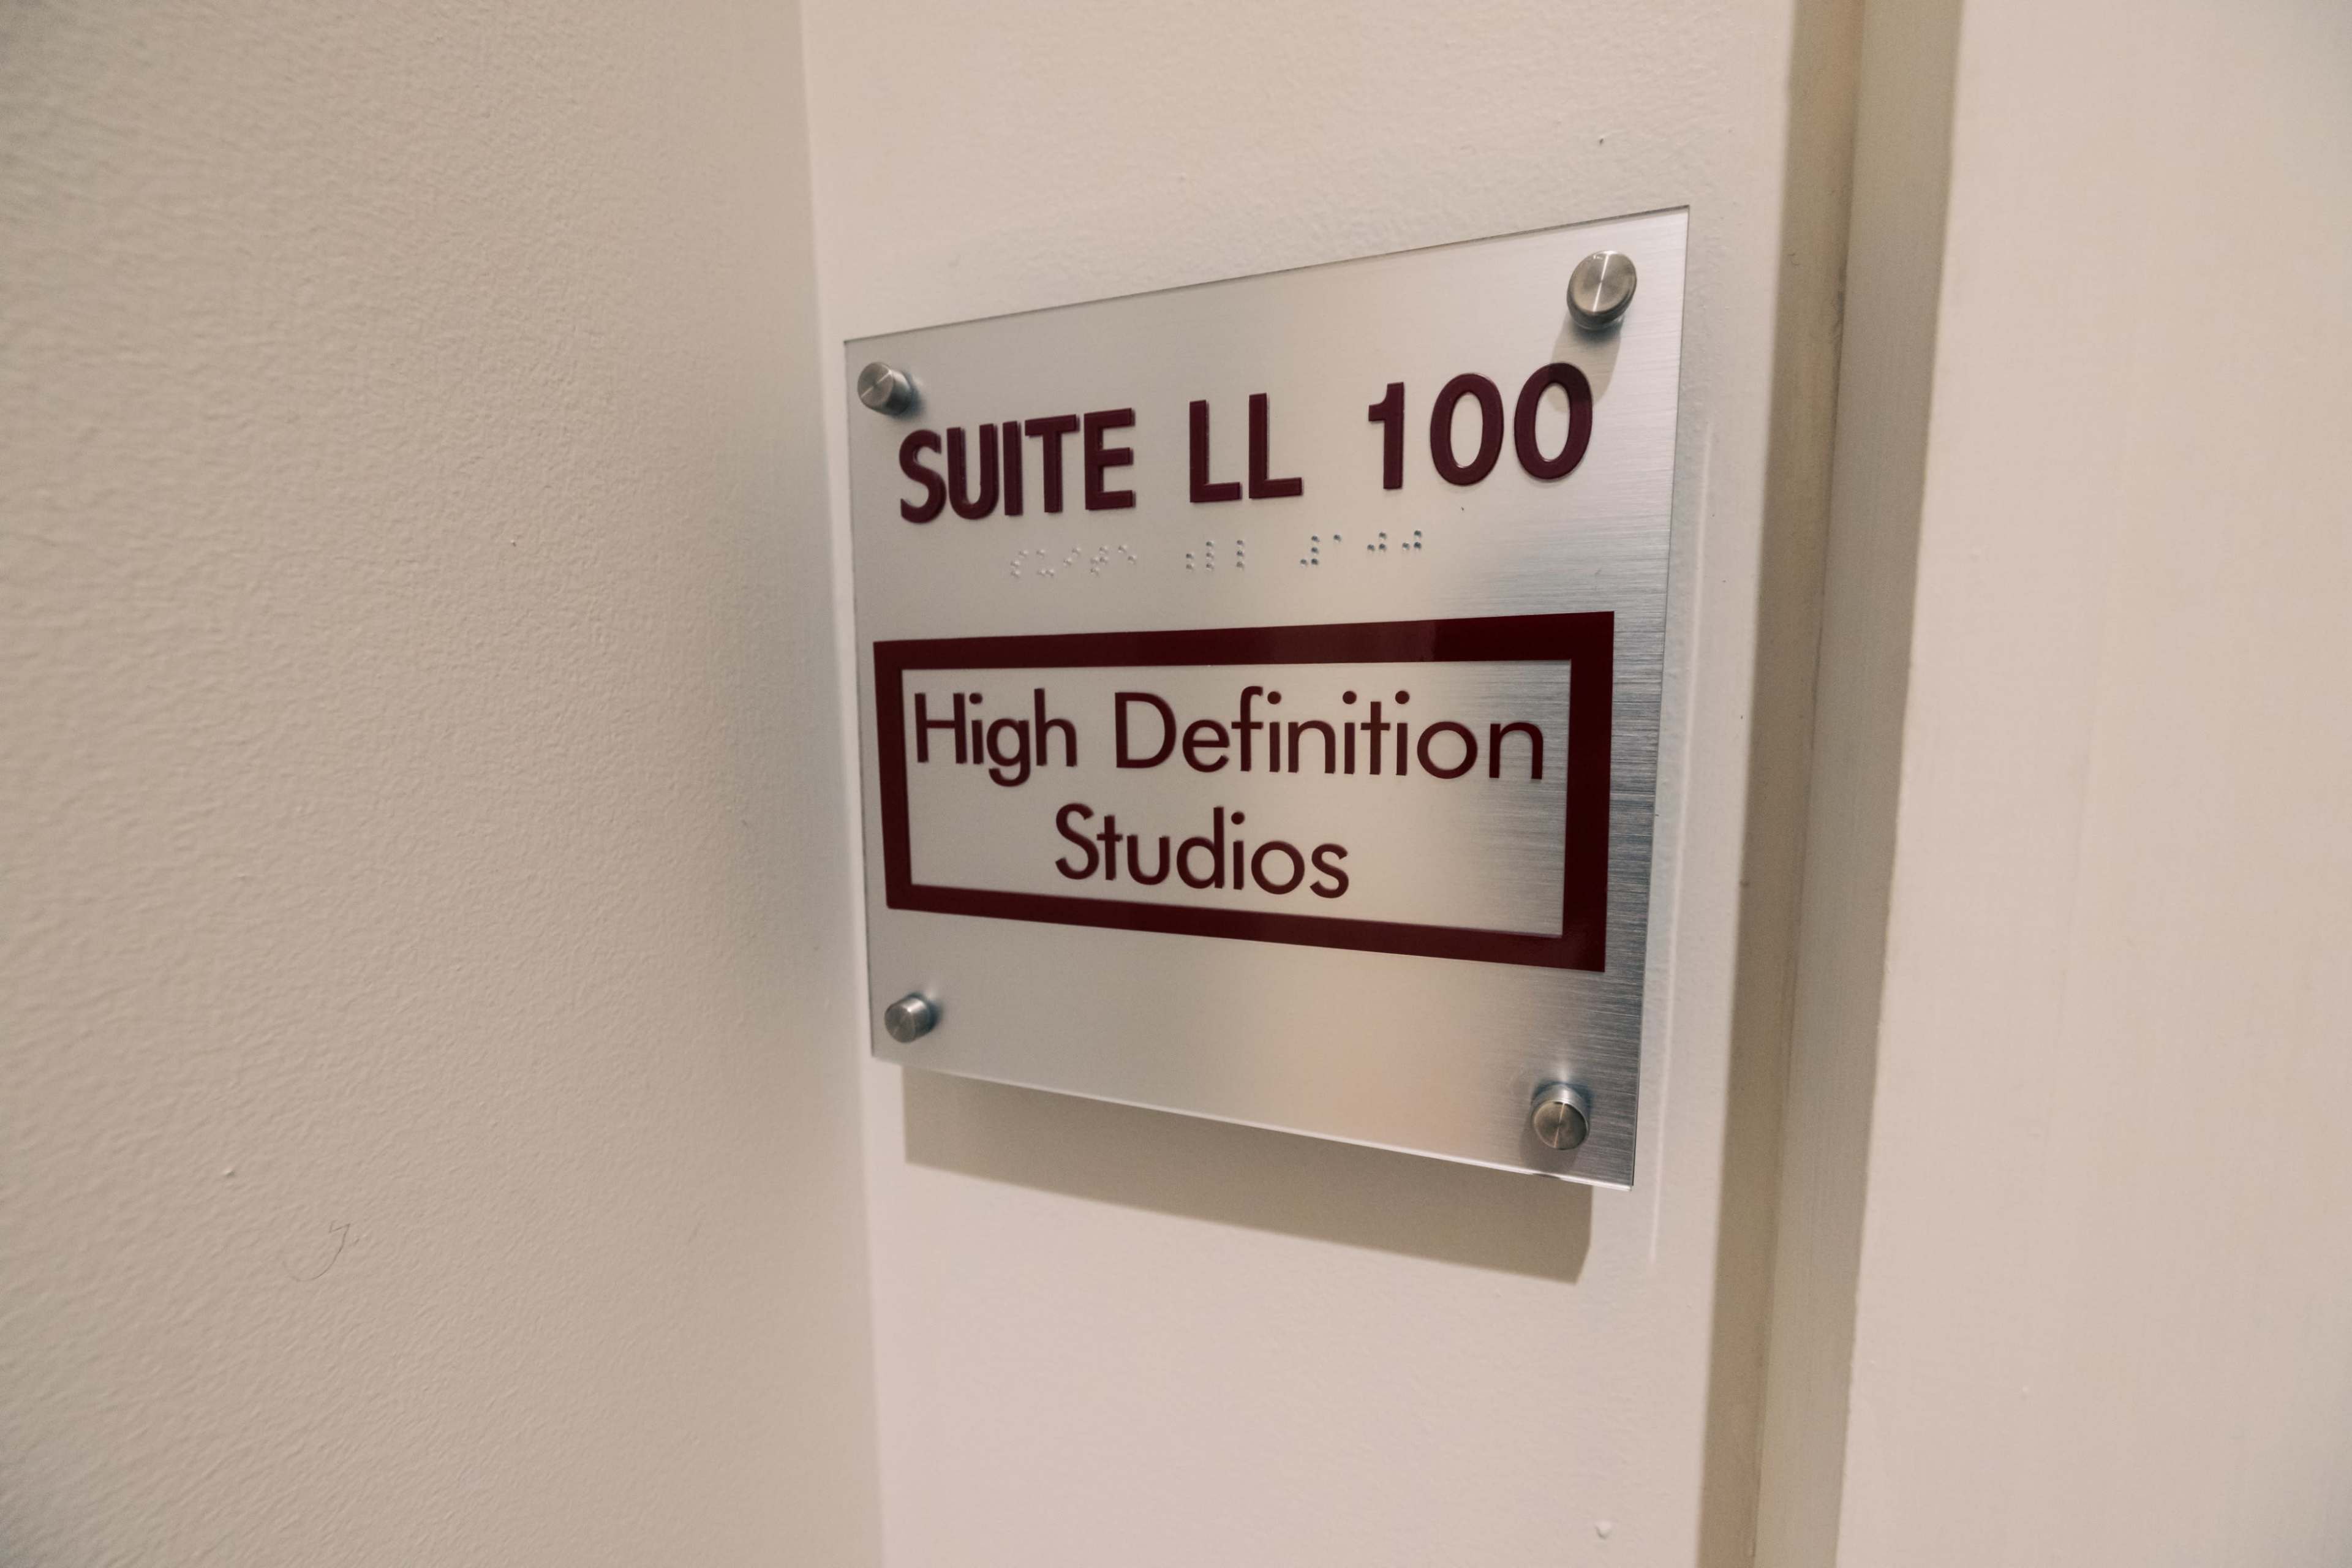 SUITE LL 100
⠎⠥⠊⠞⠑ ⠠⠇⠇ ⠼⠁⠚⠚
High Definition
Studios